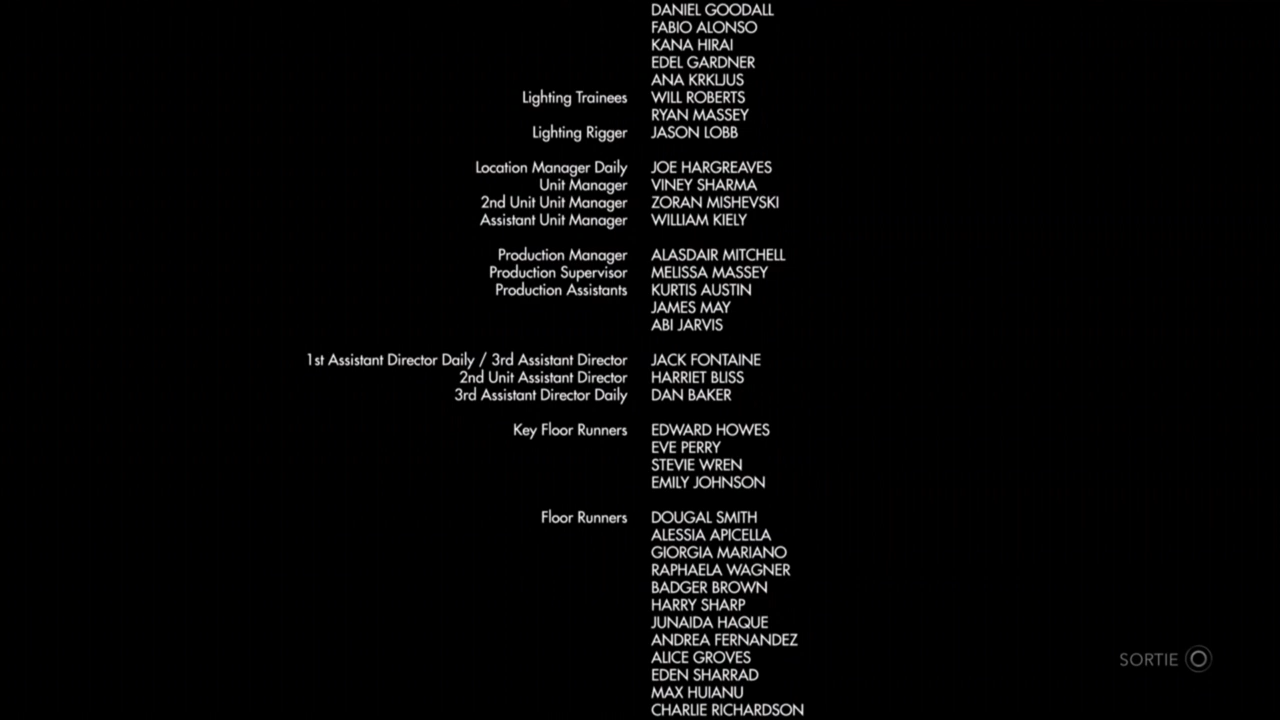 DANIEL GOODALL
FABIO ALONSO
KANA HIRAI
EDEL GARDNER
ANA KRKLJUS
Lighting Trainees WILL ROBERTS
RYAN MASSEY
Lighting Rigger JASON LOBB
Location Manager Daily JOE HARGREAVES
Unit Manager VINEY SHARMA
2nd Unit Unit Manager ZORAN MISHEVSKI
Assistant Unit Manager WILLIAM KIELY
Production Manager ALASDAIR MITCHELL
Production Supervisor MELISSA MASSEY
Production Assistants KURTIS AUSTIN
JAMES MAY
ABI JARVIS
1st Assistant Director Daily / 3rd Assistant Director JACK FONTAINE
2nd Unit Assistant Director HARRIET BLISS
3rd Assistant Director Daily DAN BAKER
Key Floor Runners EDWARD HOWES
EVE PERRY
STEVIE WREN
EMILY JOHNSON
Floor Runners DOUGAL SMITH
ALESSIA APICELLA
GIORGIA MARIANO
RAPHAELA WAGNER
BADGER BROWN
HARRY SHARP
JUNAIDA HAQUE
ANDREA FERNANDEZ
ALICE GROVES
EDEN SHARRAD
MAX HUIANU
CHARLIE RICHARDSON
SORTIE